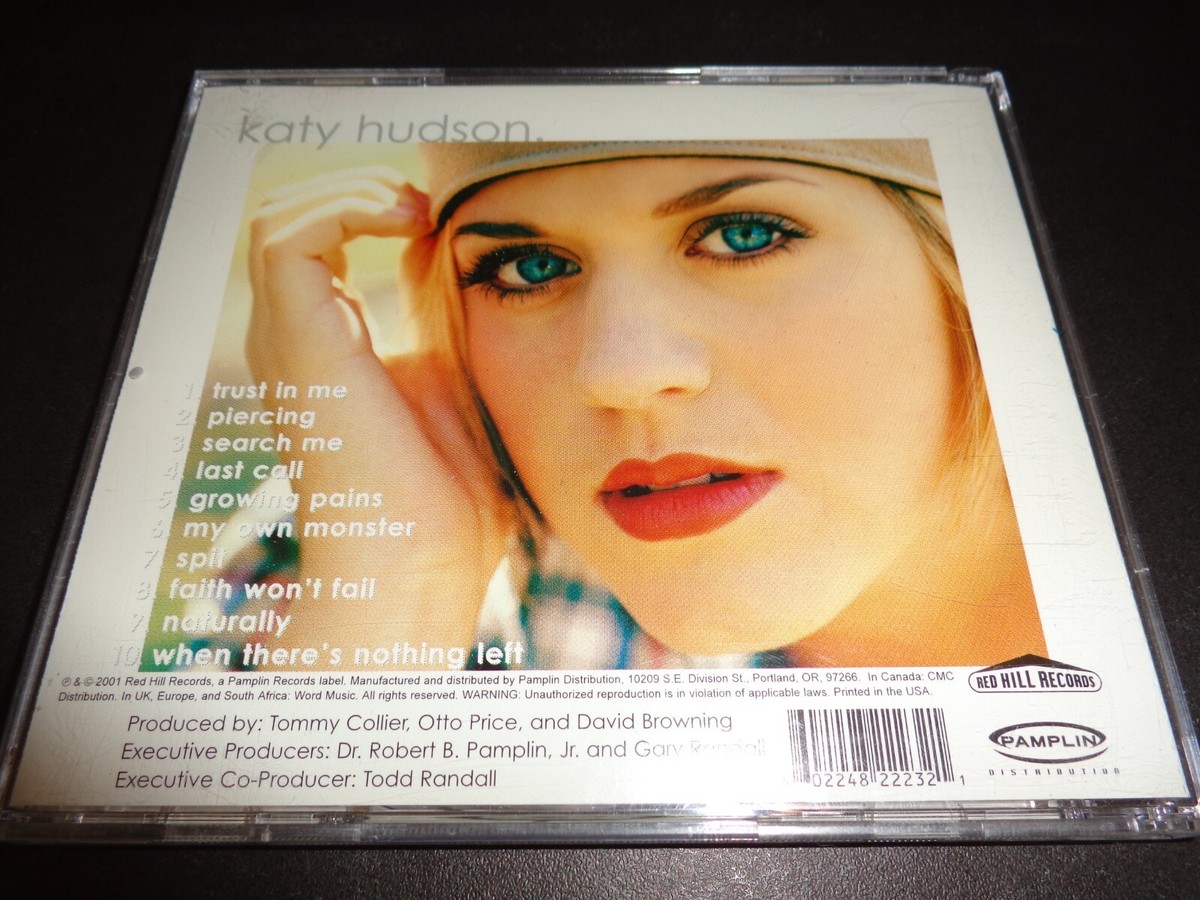 katy hudson.
1. trust in me
2. piercing
3. search me
4. last call
5. growing pains
6. my own monster
7. spit
8. faith won't fail
9. naturally
10. when there's nothing left
℗ & © 2001 Red Hill Records, a Pamplin Records label. Manufactured and distributed by Pamplin Distribution, 10209 S.E. Division St., Portland, OR, 97266. In Canada: CMC
Distribution. In UK, Europe, and South Africa: Word Music. All rights reserved. WARNING: Unauthorized reproduction is in violation of applicable laws. Printed in the USA.
RED HILL RECORDS
Produced by: Tommy Collier, Otto Price, and David Browning
Executive Producers: Dr. Robert B. Pamplin, Jr. and Gary Randall
Executive Co-Producer: Todd Randall
02248 22232 1
PAMPLIN
DISTRIBUTION